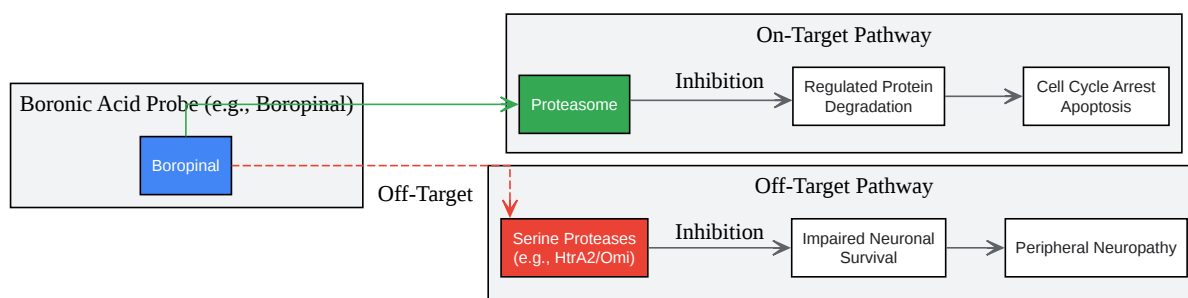 Boronic Acid Probe (e.g., Boropinal)
Boropinal
Off-Target
On-Target Pathway
Proteasome
Inhibition
Regulated Protein
Degradation
Cell Cycle Arrest
Apoptosis
Off-Target Pathway
Serine Proteases
(e.g., HtrA2/Omi)
Inhibition
Impaired Neuronal
Survival
Peripheral Neuropathy